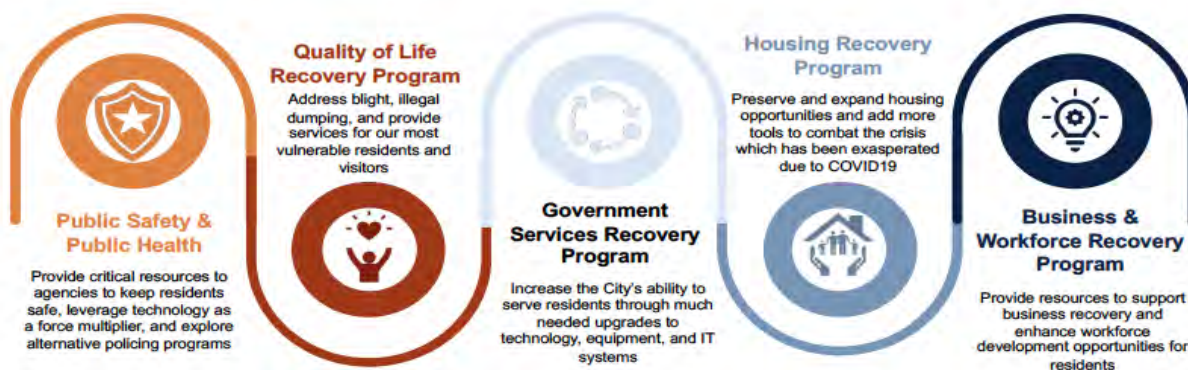 Public Safety &
Public Health
Provide critical resources to
agencies to keep residents
safe, leverage technology as
a force multiplier, and explore
alternative policing programs
Quality of Life
Recovery Program
Address blight, illegal
dumping, and provide
services for our most
vulnerable residents and
visitors
Government
Services Recovery
Program
Increase the City's ability to
serve residents through much
needed upgrades to
technology, equipment, and IT
systems
Housing Recovery
Program
Preserve and expand housing
opportunities and add more
tools to combat the crisis
which has been exasperated
due to COVID19
Business &
Workforce Recovery
Program
Provide resources to support
business recovery and
enhance workforce
development opportunities for
residents